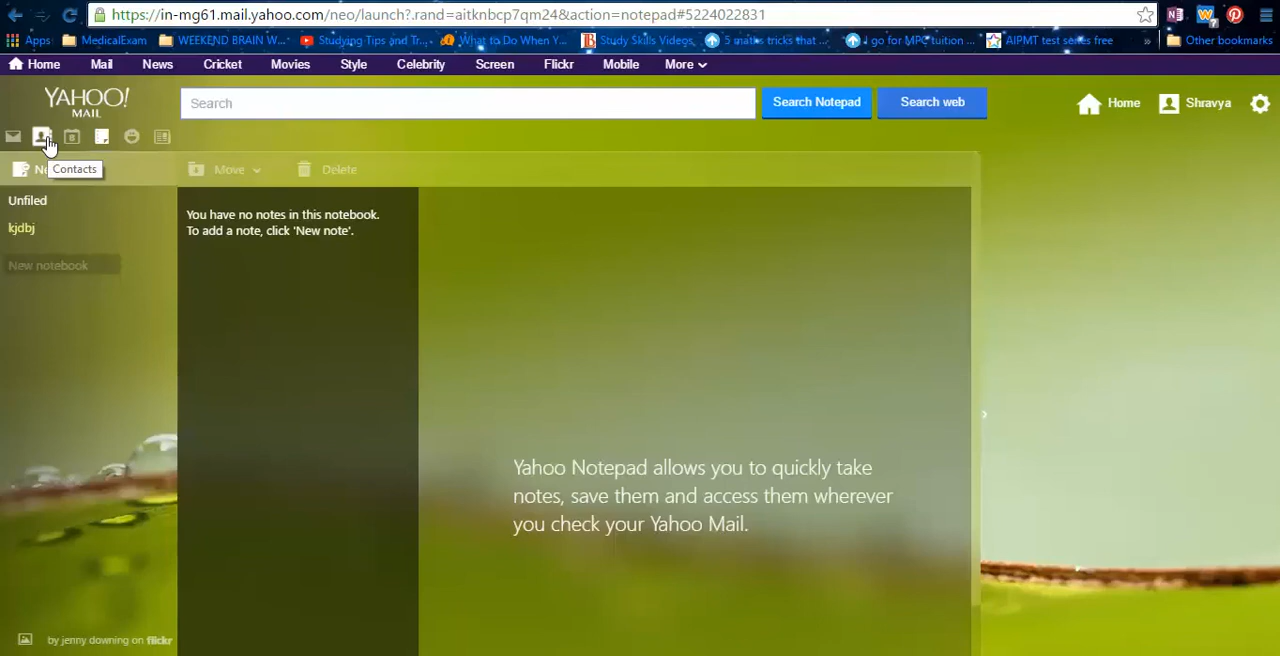 https://in-mg61.mail.yahoo.com/neo/launch?.rand=aitknbcp7qm24&action=notepad#5224022831
Apps MedicalExam WEEKEND BRAIN W... Studying Tips and Tr... What to Do When Y... Study Skills Videos 5 maths tricks that ... I go for MPC tuition ... AIPMT test series free » Other bookmarks
Home Mail News Cricket Movies Style Celebrity Screen Flickr Mobile More
YAHOO!
MAIL
Search
Search Notepad
Search web
Home
Shravya
8
Contacts
Move
Delete
Unfiled
kjdbj
New notebook
You have no notes in this notebook.
To add a note, click 'New note'.
Yahoo Notepad allows you to quickly take
notes, save them and access them wherever
you check your Yahoo Mail.
by jenny downing on flickr